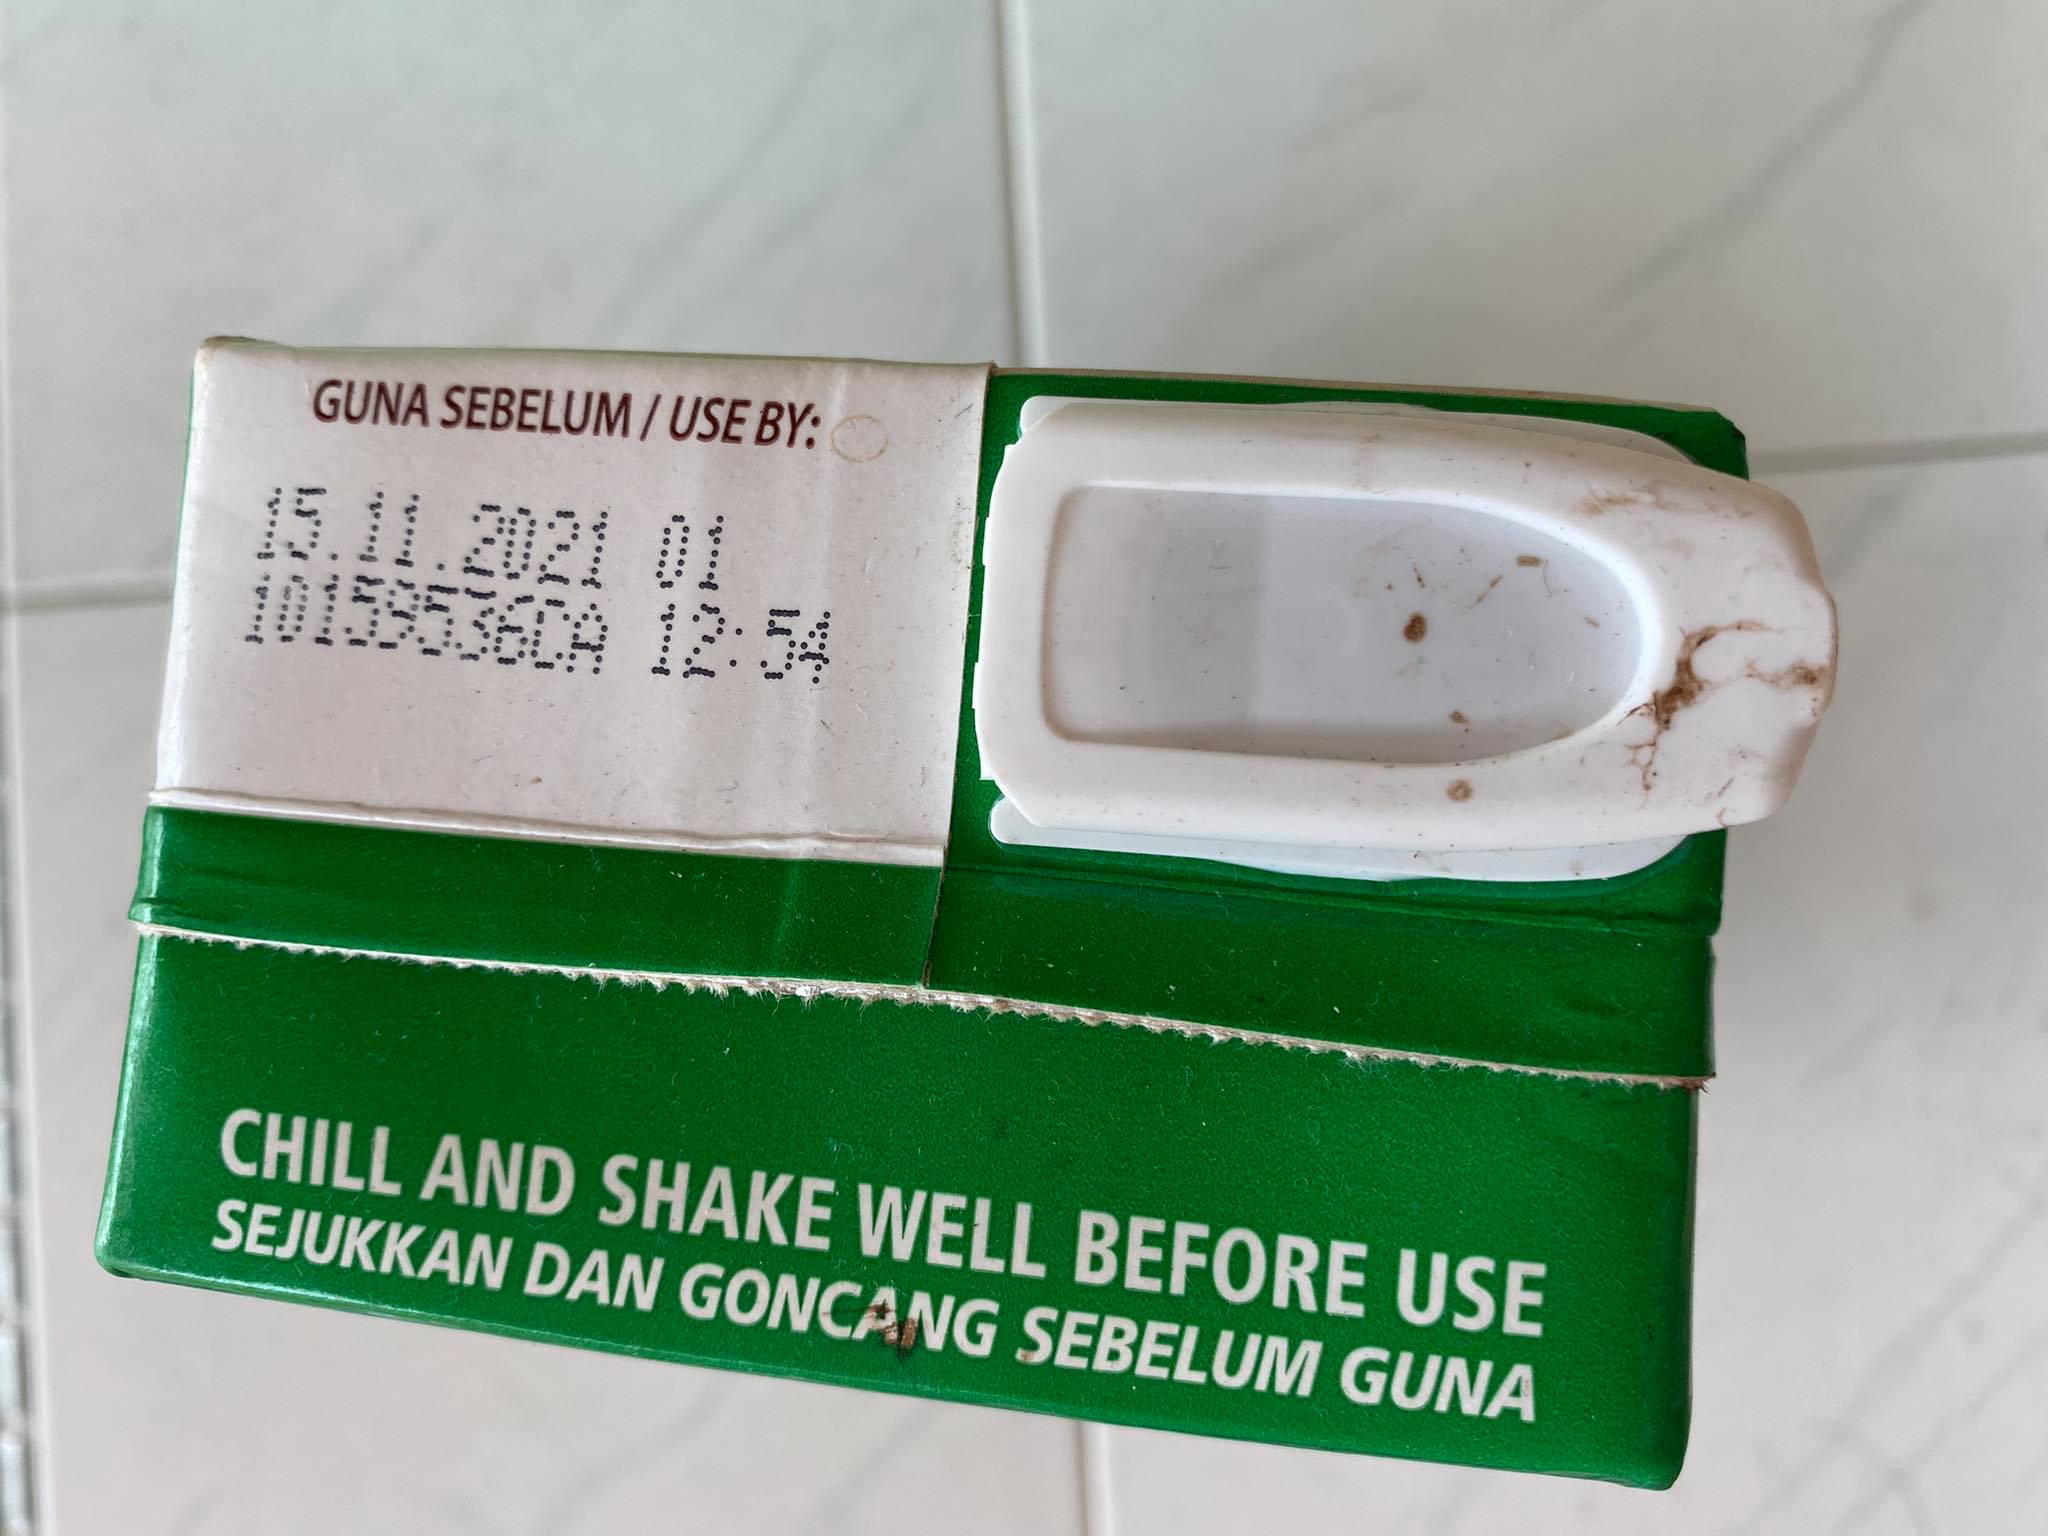 GUNA SEBELUM / USE BY:
15.11.2021 01
101595360A 12:54
CHILL AND SHAKE WELL BEFORE USE
SEJUKKAN DAN GONCANG SEBELUM GUNA